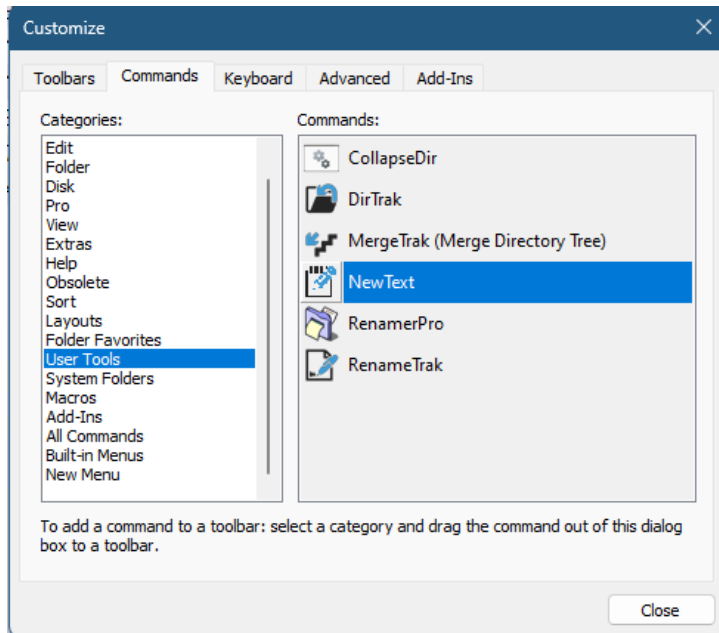 Customize
Toolbars
Commands
Keyboard
Advanced
Add-Ins
Categories:
Edit
Folder
Disk
Pro
View
Extras
Help
Obsolete
Sort
Layouts
Folder Favorites
User Tools
System Folders
Macros
Add-Ins
All Commands
Built-in Menus
New Menu
Commands:
CollapseDir
DirTrak
MergeTrak (Merge Directory Tree)
NewText
RenamerPro
RenameTrak
To add a command to a toolbar: select a category and drag the command out of this dialog
box to a toolbar.
Close